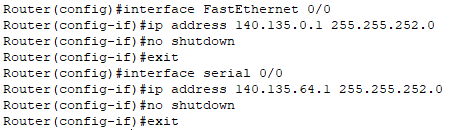 Router(config)#interface FastEthernet 0/0
Router(config-if)#ip address 140.135.0.1 255.255.252.0
Router(config-if)#no shutdown
Router(config-if)#exit
Router(config)#interface serial 0/0
Router(config-if)#ip address 140.135.64.1 255.255.252.0
Router(config-if)#no shutdown
Router(config-if)#exit